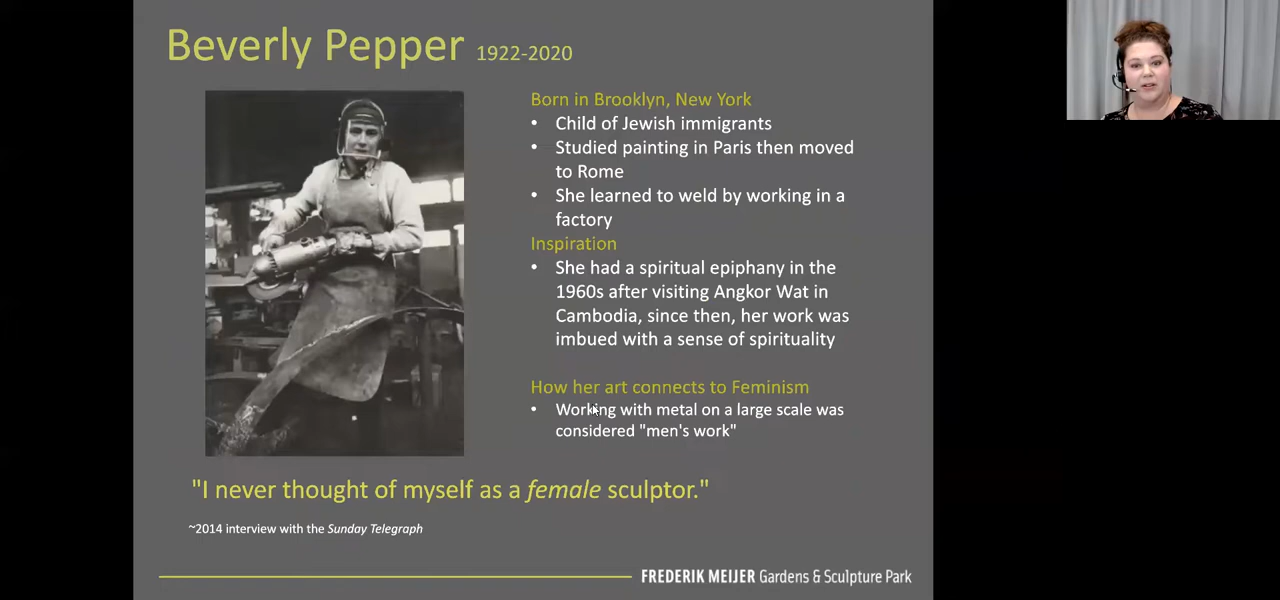 Beverly Pepper 1922-2020
Born in Brooklyn, New York
• Child of Jewish immigrants
• Studied painting in Paris then moved
to Rome
• She learned to weld by working in a
factory
Inspiration
• She had a spiritual epiphany in the
1960s after visiting Angkor Wat in
Cambodia, since then, her work was
imbued with a sense of spirituality
How her art connects to Feminism
• Working with metal on a large scale was
considered "men's work"
"I never thought of myself as a female sculptor."
~2014 interview with the Sunday Telegraph
FREDERIK MEIJER Gardens & Sculpture Park